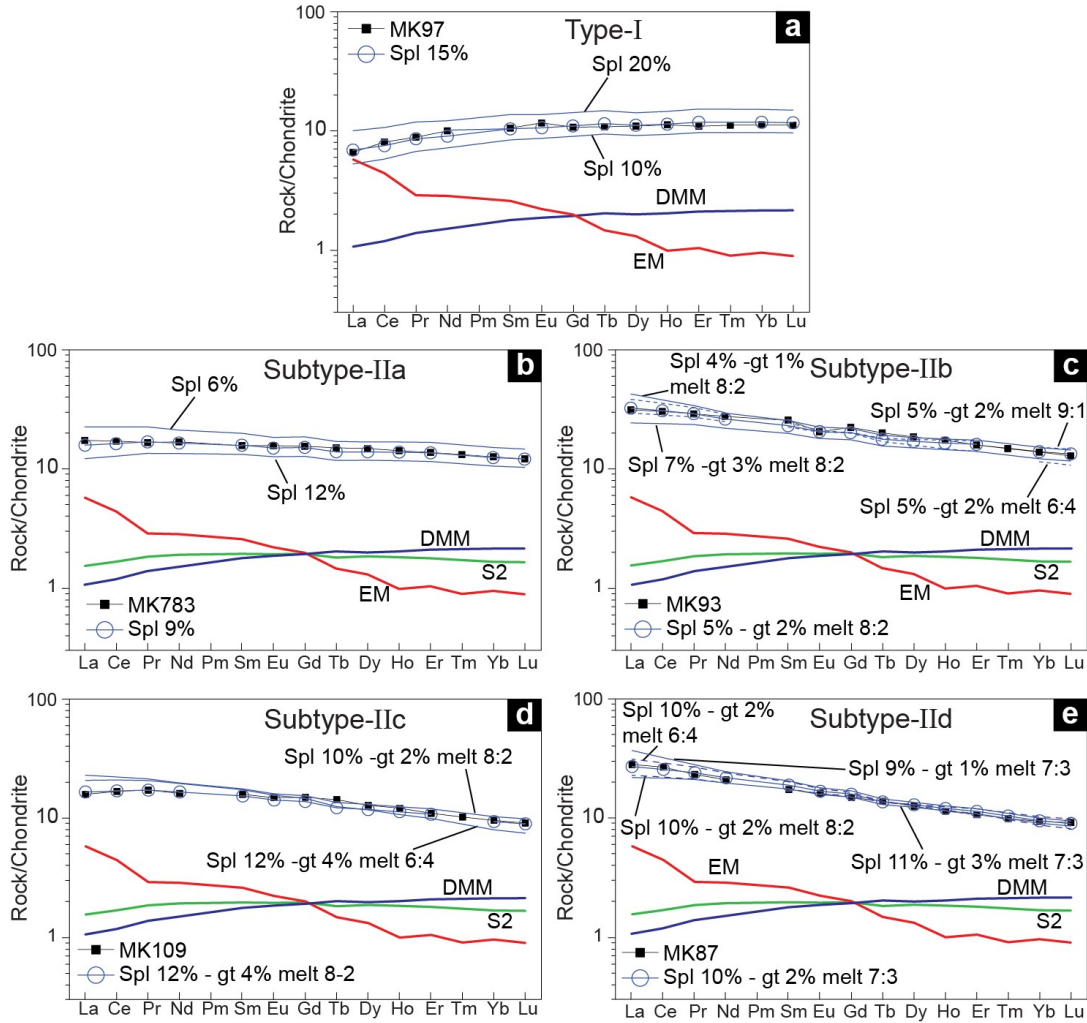 a
Type-I
MK97
Spl 15%
Spl 20%
Spl 10%
DMM
EM
Rock/Chondrite
100
10
1
La Ce Pr Nd Pm Sm Eu Gd Tb Dy Ho Er Tm Yb Lu
b
Subtype-IIa
Spl 6%
Spl 12%
DMM
S2
EM
MK783
Spl 9%
Rock/Chondrite
100
10
1
La Ce Pr Nd Pm Sm Eu Gd Tb Dy Ho Er Tm Yb Lu
c
Subtype-IIb
Spl 4% -gt 1%
melt 8:2
Spl 5% -gt 2% melt 9:1
Spl 7% -gt 3% melt 8:2
Spl 5% -gt 2% melt 6:4
DMM
S2
EM
MK93
Spl 5% - gt 2% melt 8:2
Rock/Chondrite
100
10
1
La Ce Pr Nd Pm Sm Eu Gd Tb Dy Ho Er Tm Yb Lu
d
Subtype-IIc
Spl 10% -gt 2% melt 8:2
Spl 12% -gt 4% melt 6:4
DMM
S2
EM
MK109
Spl 12% - gt 4% melt 8-2
Rock/Chondrite
100
10
1
La Ce Pr Nd Pm Sm Eu Gd Tb Dy Ho Er Tm Yb Lu
e
Subtype-IId
Spl 10% - gt 2%
melt 6:4
Spl 9% - gt 1% melt 7:3
Spl 10% - gt 2% melt 8:2
Spl 11% - gt 3% melt 7:3
EM
DMM
S2
MK87
Spl 10% - gt 2% melt 7:3
Rock/Chondrite
100
10
1
La Ce Pr Nd Pm Sm Eu Gd Tb Dy Ho Er Tm Yb Lu